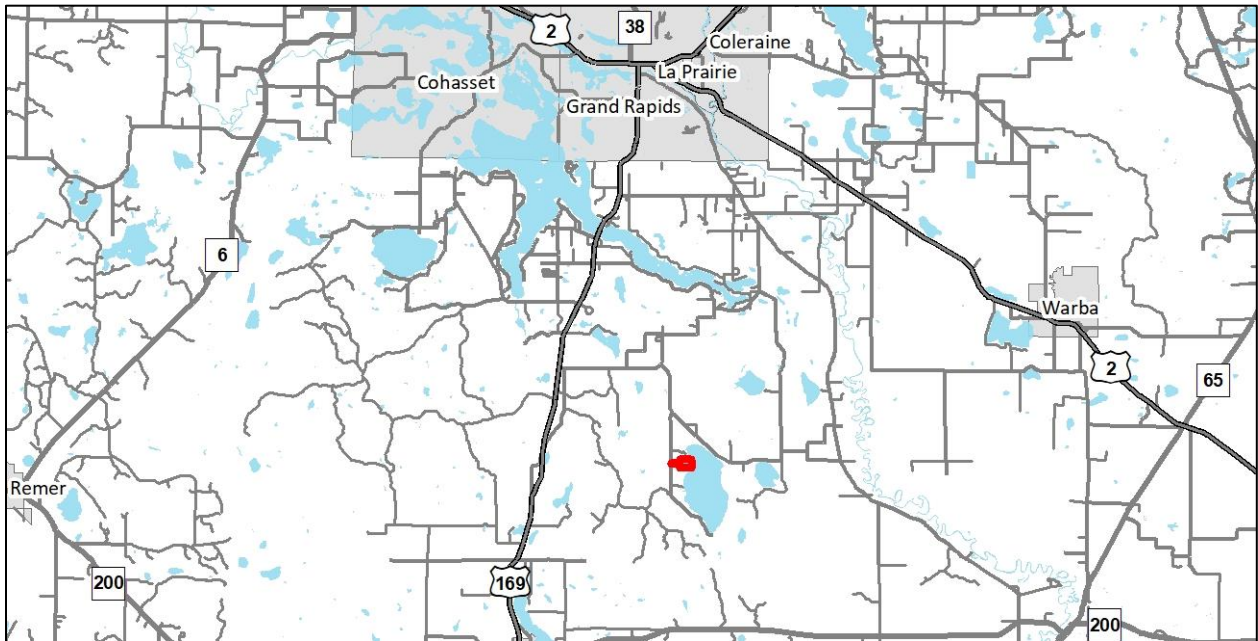 2
38
Coleraine
La Prairie
Cohasset
Grand Rapids
6
Warba
2
65
Remer
200
169
200